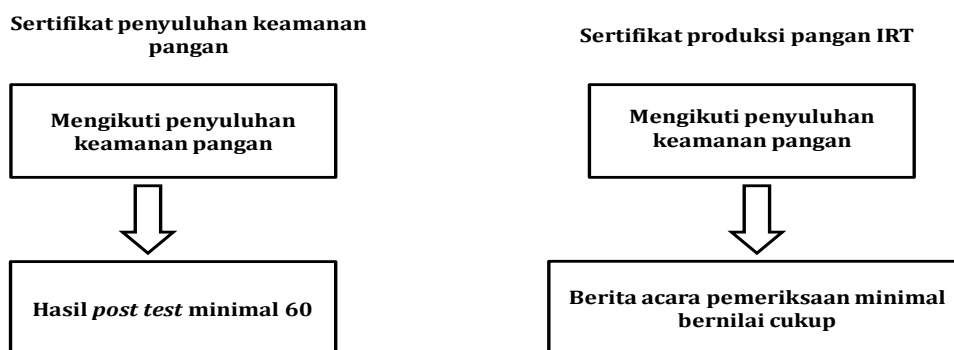 Sertifikat penyuluhan keamanan
pangan
Mengikuti penyuluhan
keamanan pangan
Hasil post test minimal 60
Sertifikat produksi pangan IRT
Mengikuti penyuluhan
keamanan pangan
Berita acara pemeriksaan minimal
bernilai cukup